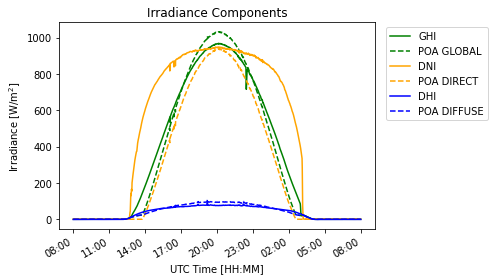 Irradiance Components
Irradiance [W/m²]
1000
800
600
400
200
0
08:00
11:00
14:00
17:00
20:00
23:00
02:00
05:00
08:00
UTC Time [HH:MM]
GHI
POA GLOBAL
DNI
POA DIRECT
DHI
POA DIFFUSE